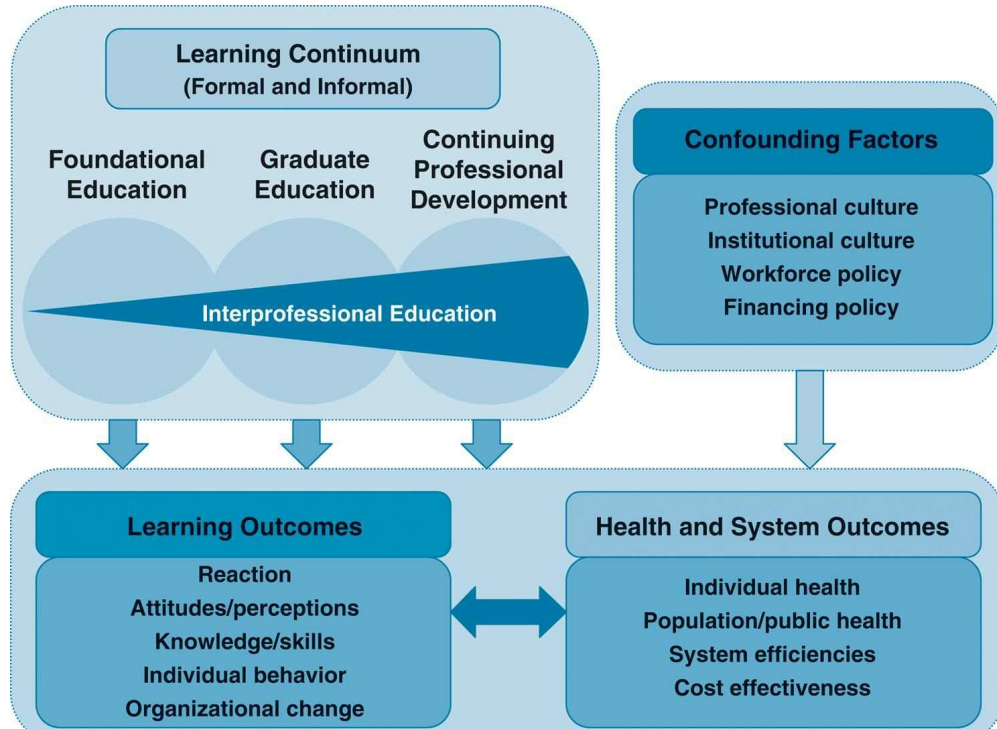 Learning Continuum
(Formal and Informal)
Foundational
Education
Graduate
Education
Continuing
Professional
Development
Interprofessional Education
Confounding Factors
Professional culture
Institutional culture
Workforce policy
Financing policy
Learning Outcomes
Reaction
Attitudes/perceptions
Knowledge/skills
Individual behavior
Organizational change
Health and System Outcomes
Individual health
Population/public health
System efficiencies
Cost effectiveness